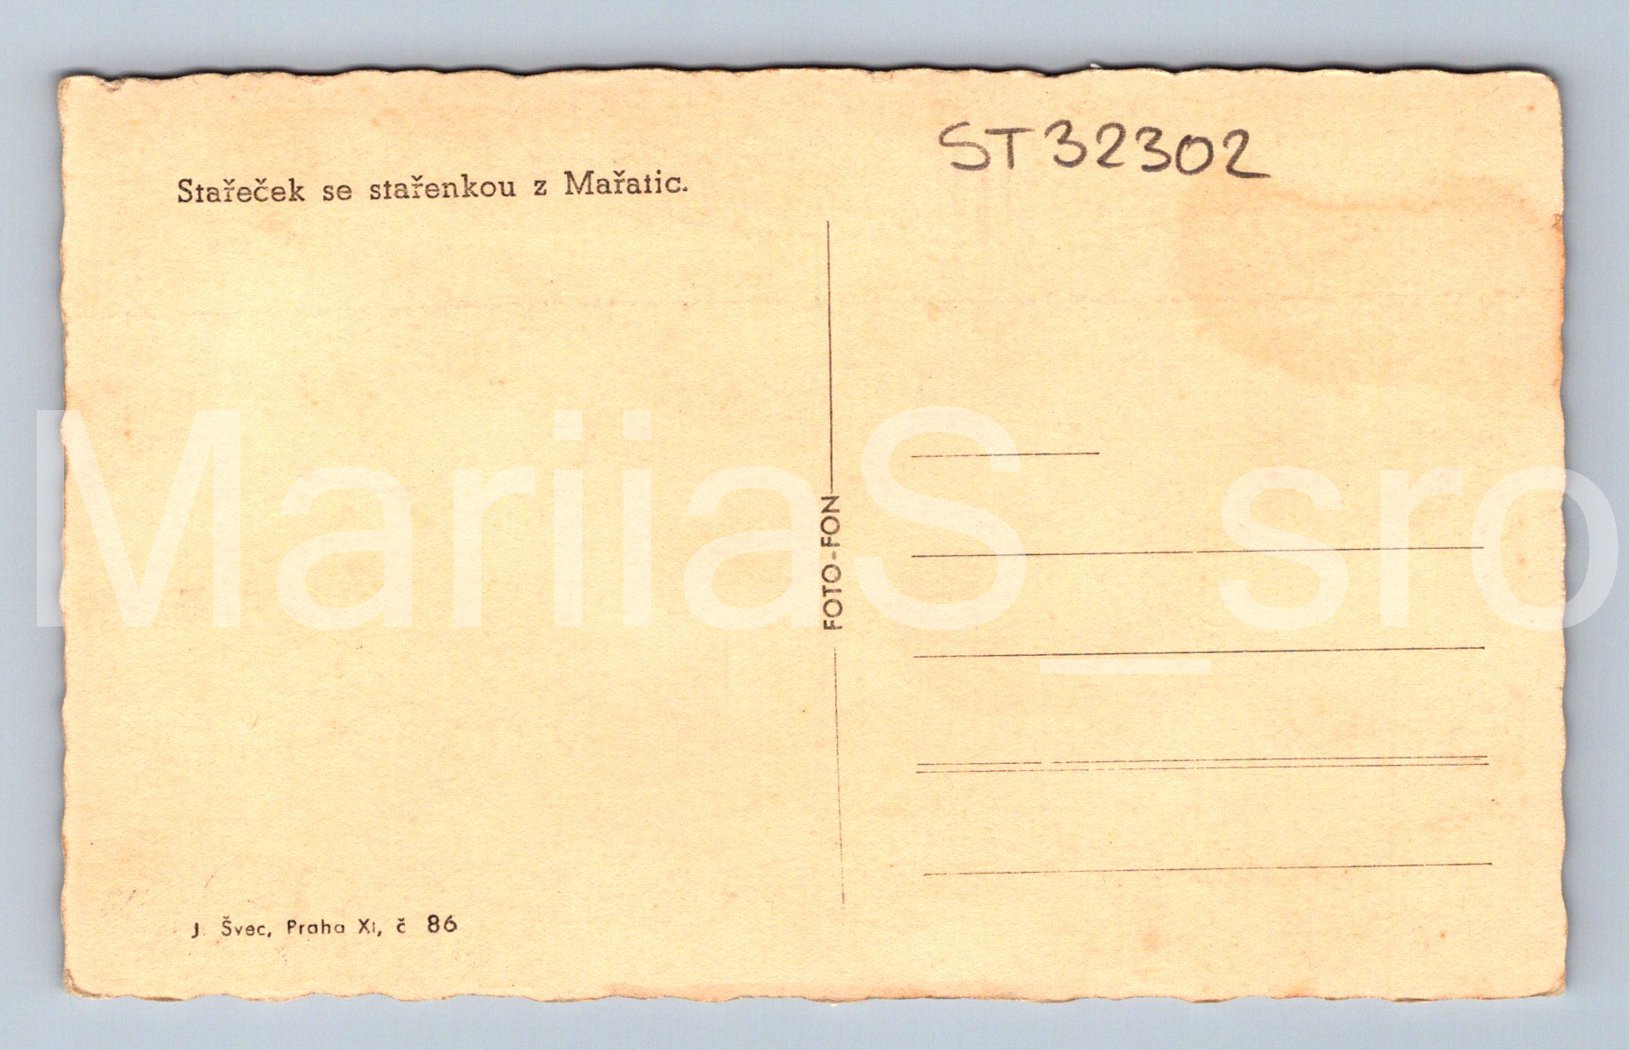 ST32302
Stařeček se stařenkou z Mařatic.
FOTO-FON
MariiaS_sro
J. Švec, Praha XI, č 86